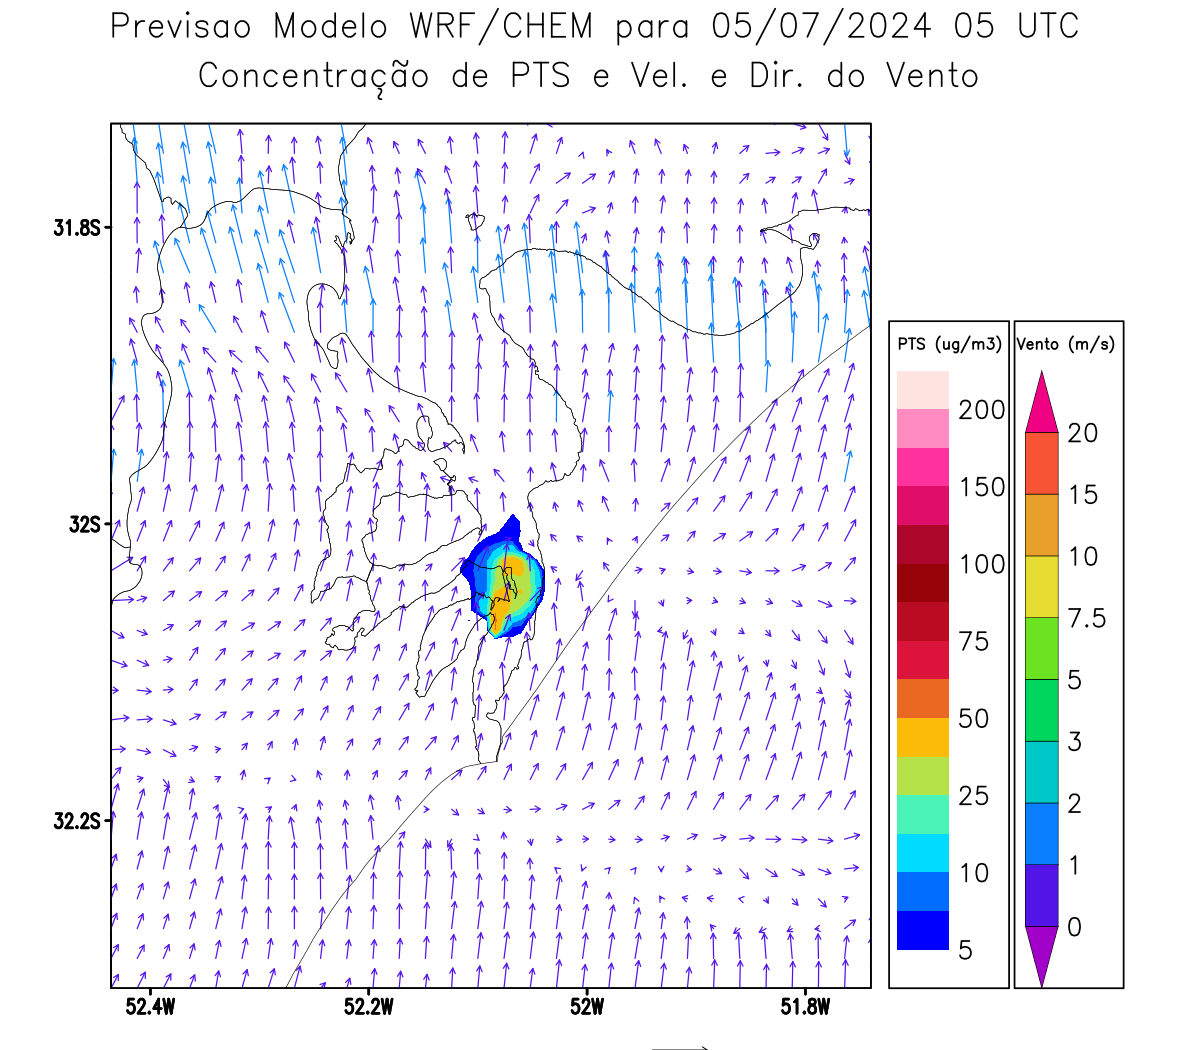 Previsao Modelo WRF/CHEM para 05/07/2024 05 UTC
Concentração de PTS e Vel. e Dir. do Vento
31.8S
32S
32.2S
52.4W 52.2W 52W 51.8W
PTS (ug/m3)
200
150
100
75
50
25
10
5
Vento (m/s)
20
15
10
7.5
5
3
2
1
0